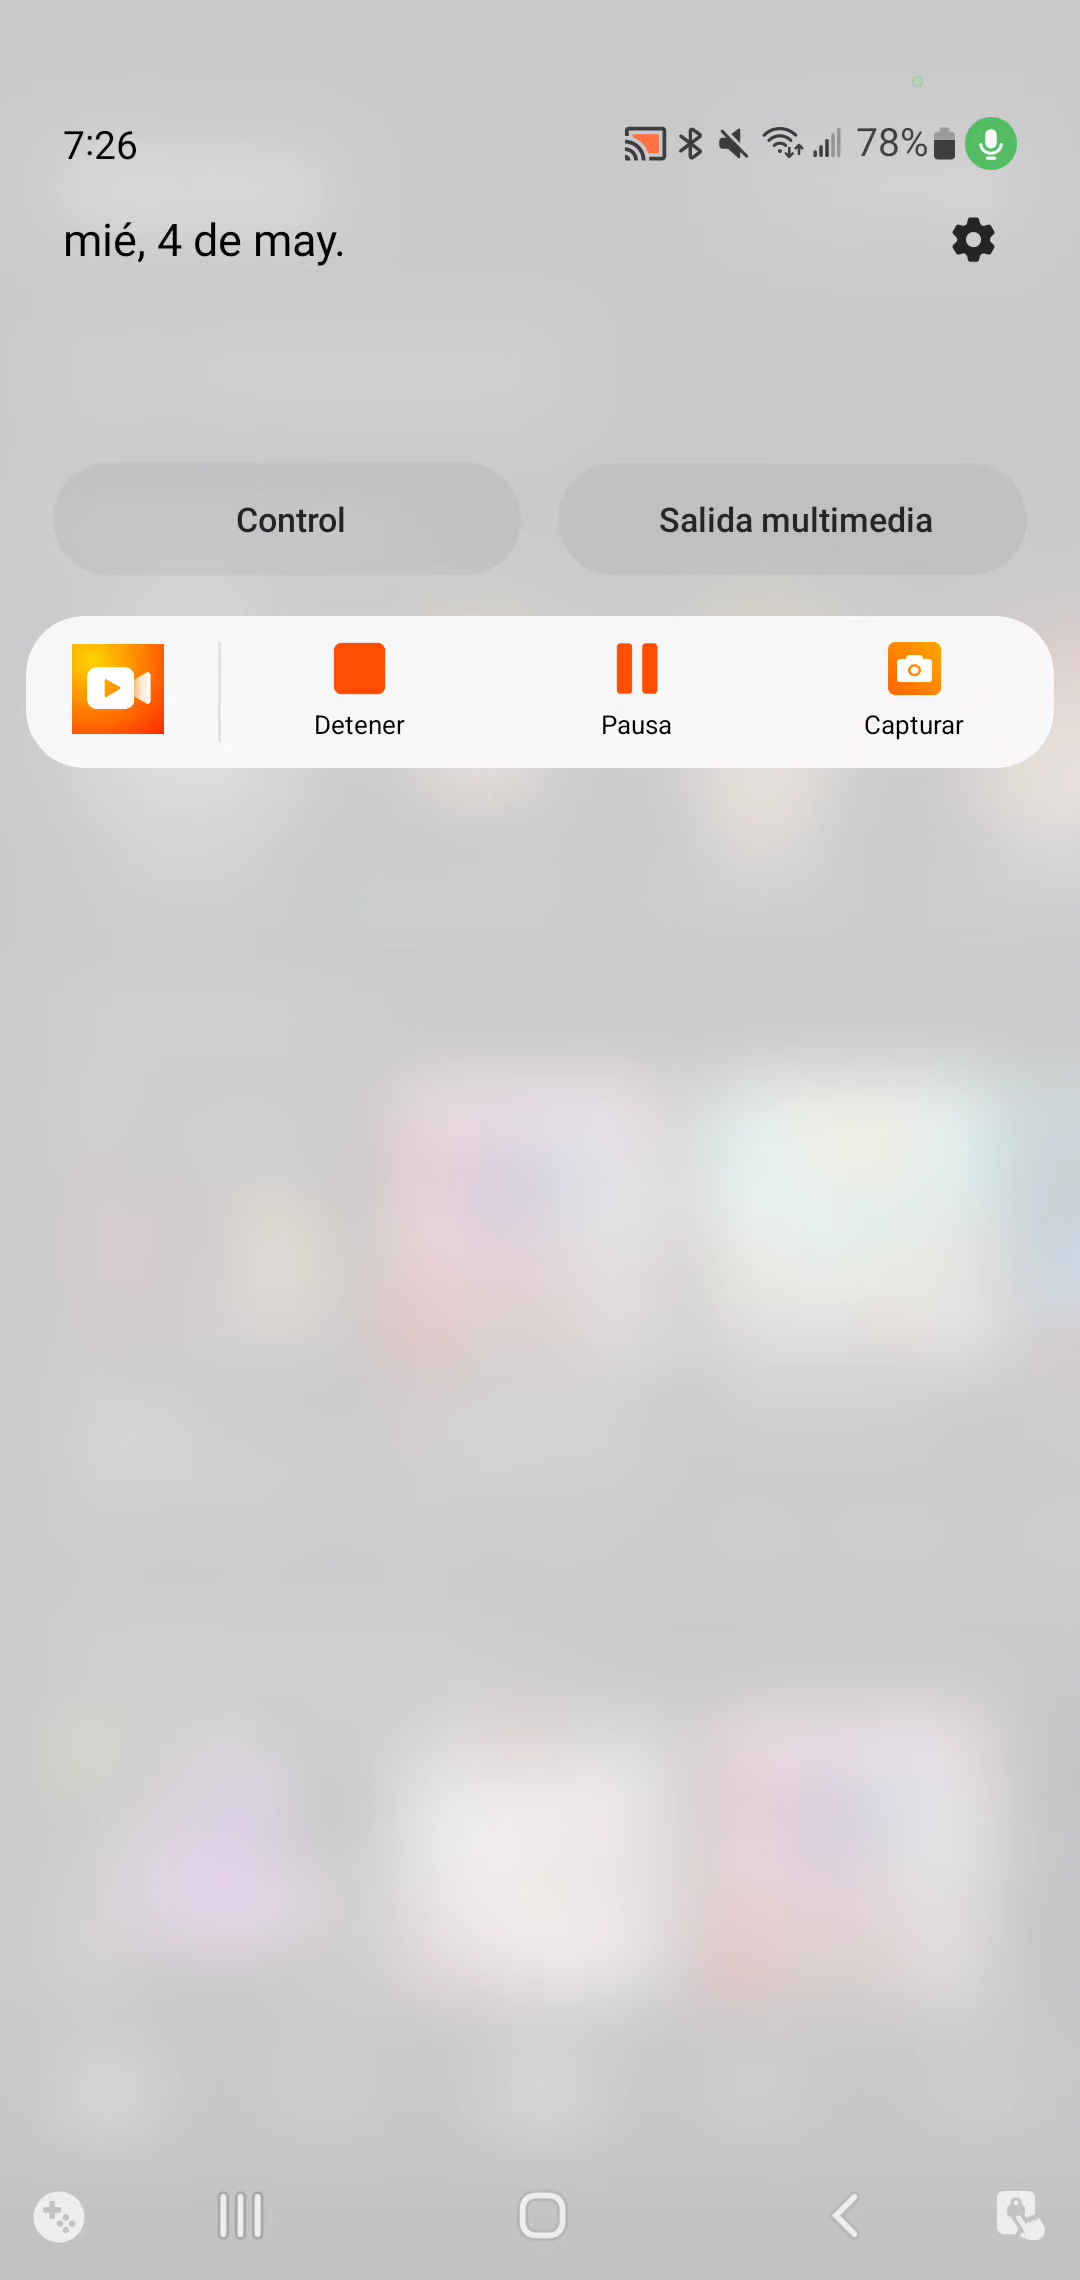 7:26
78%
mié, 4 de may.
Control
Salida multimedia
Detener
Pausa
Capturar